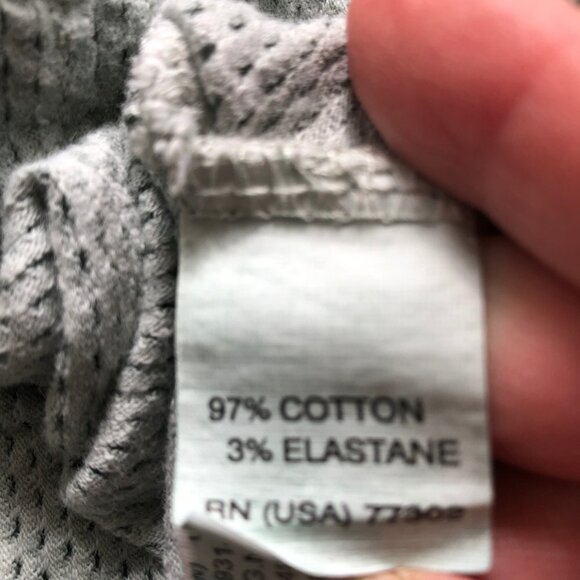 97% COTTON
3% ELASTANE
RN (USA)